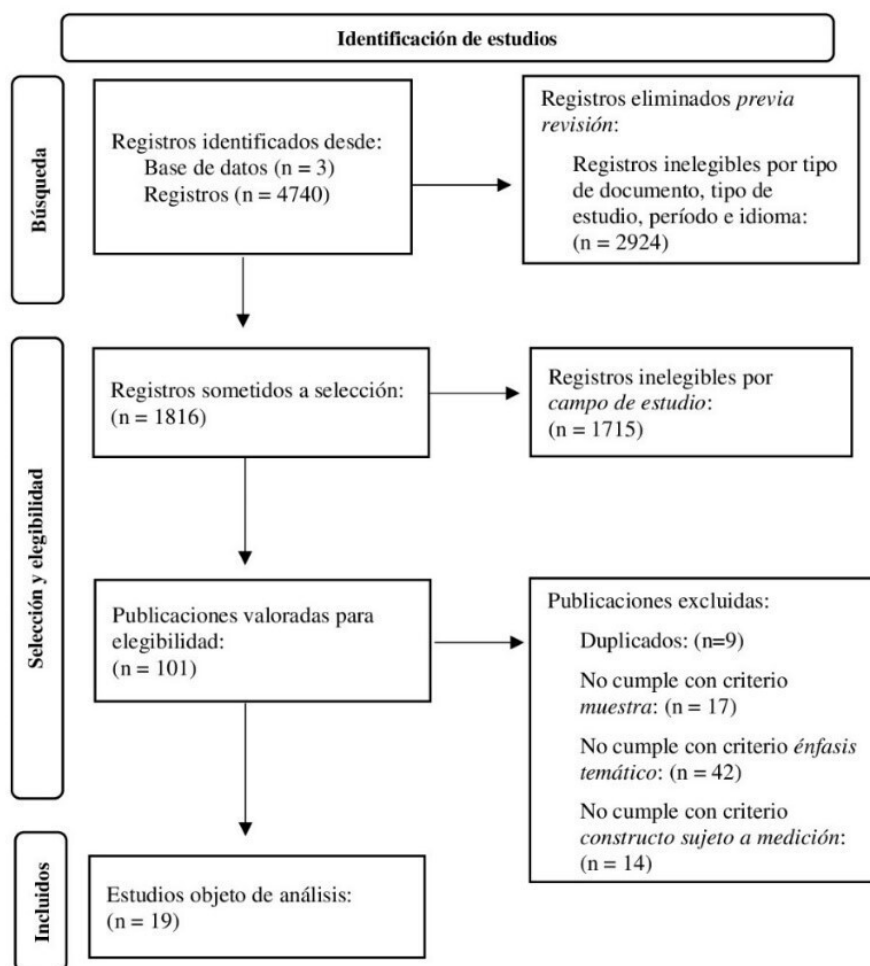 Identificación de estudios
Búsqueda
Registros identificados desde:
Base de datos (n = 3)
Registros (n = 4740)
Registros eliminados previa
revisión:
Registros inelegibles por tipo
de documento, tipo de
estudio, período e idioma:
(n = 2924)
Selección y elegibilidad
Registros sometidos a selección:
(n = 1816)
Registros inelegibles por
campo de estudio:
(n = 1715)
Publicaciones valoradas para
elegibilidad:
(n = 101)
Publicaciones excluidas:
Duplicados: (n=9)
No cumple con criterio
muestra: (n = 17)
No cumple con criterio énfasis
temático: (n = 42)
No cumple con criterio
constructo sujeto a medición:
(n = 14)
Incluidos
Estudios objeto de análisis:
(n = 19)